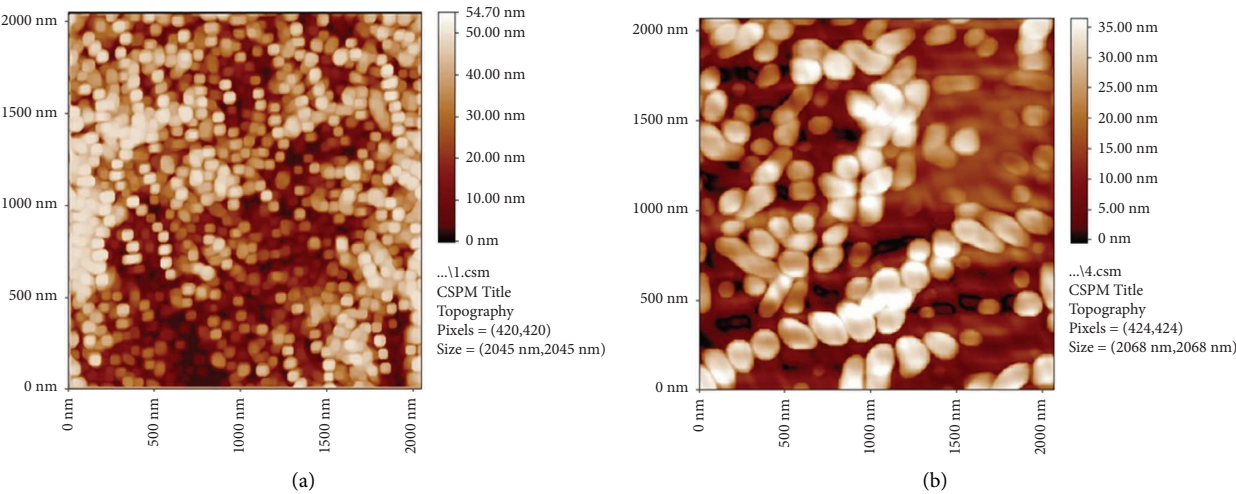 2000 nm
1500 nm
1000 nm
500 nm
0 nm
0 nm
500 nm
1000 nm
1500 nm
2000 nm
54.70 nm
50.00 nm
40.00 nm
30.00 nm
20.00 nm
10.00 nm
0 nm
...\1.csm
CSPM Title
Topography
Pixels = (420,420)
Size = (2045 nm,2045 nm)
(a)
2000 nm
1500 nm
1000 nm
500 nm
0 nm
0 nm
500 nm
1000 nm
1500 nm
2000 nm
35.00 nm
30.00 nm
25.00 nm
20.00 nm
15.00 nm
10.00 nm
5.00 nm
0 nm
...\4.csm
CSPM Title
Topography
Pixels = (424,424)
Size = (2068 nm,2068 nm)
(b)